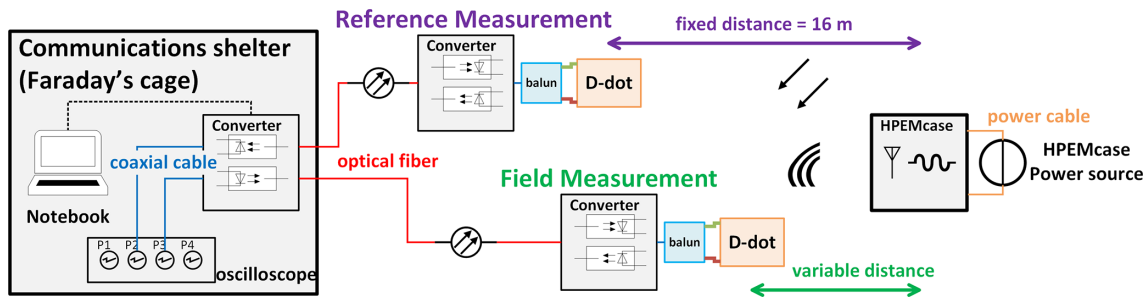 Communications shelter
(Faraday's cage)
Notebook
coaxial cable
Converter
P1 P2 P3 P4
oscilloscope
optical fiber
Reference Measurement
Converter
balun
D-dot
fixed distance = 16 m
Field Measurement
Converter
balun
D-dot
variable distance
HPEMcase
power cable
HPEMcase
Power source